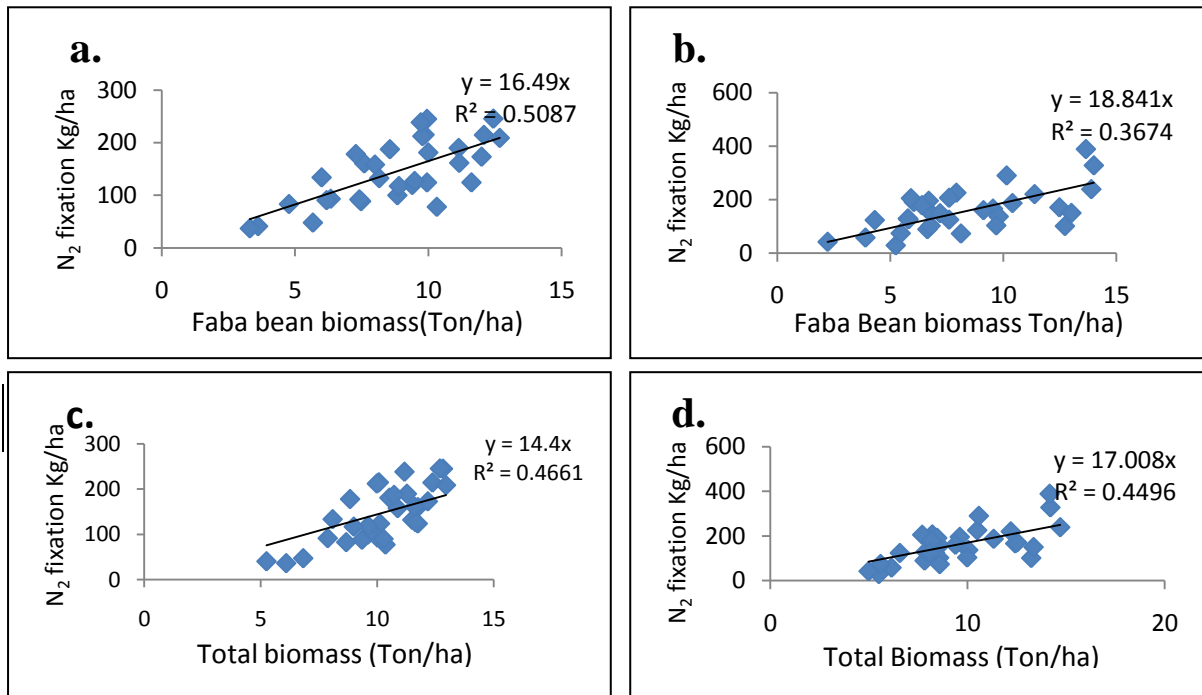 a.
y = 16.49x
R² = 0.5087
300
200
100
0
0 5 10 15
N₂ fixation Kg/ha
Faba bean biomass(Ton/ha)
b.
y = 18.841x
R² = 0.3674
600
400
200
0
0 5 10 15
N₂ fixation Kg/ha
Faba Bean biomass Ton/ha)
c.
y = 14.4x
R² = 0.4661
300
200
100
0
0 5 10 15
N₂ fixation Kg/ha
Total biomass (Ton/ha)
d.
y = 17.008x
R² = 0.4496
600
400
200
0
0 10 20
N₂ fixation Kg/ha
Total Biomass (Ton/ha)